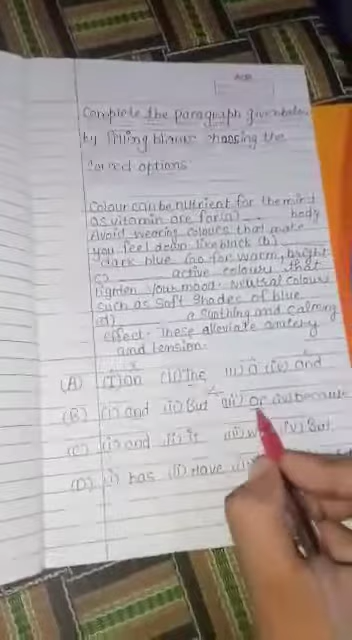 Complete the paragraph given below
by filling blanks choosing the
correct options
Colour can be nutrient for the mind
as vitamin are for (a) body
Avoid wearing colours that make
you feel down like black (b)
dark blue Go for warm, bright
(c) active colours that
lighten your mood. Neutral colours
such as soft shades of blue
(d) a soothing and calming
effect. These alleviate anxiety
and tension.
(A) (i) an (ii) The (iii) a (iv) and
(B) (i) and (ii) But (iii) or (iv) because
(C) (i) and (ii) it (iv) But
(D) (i) has (ii) Have